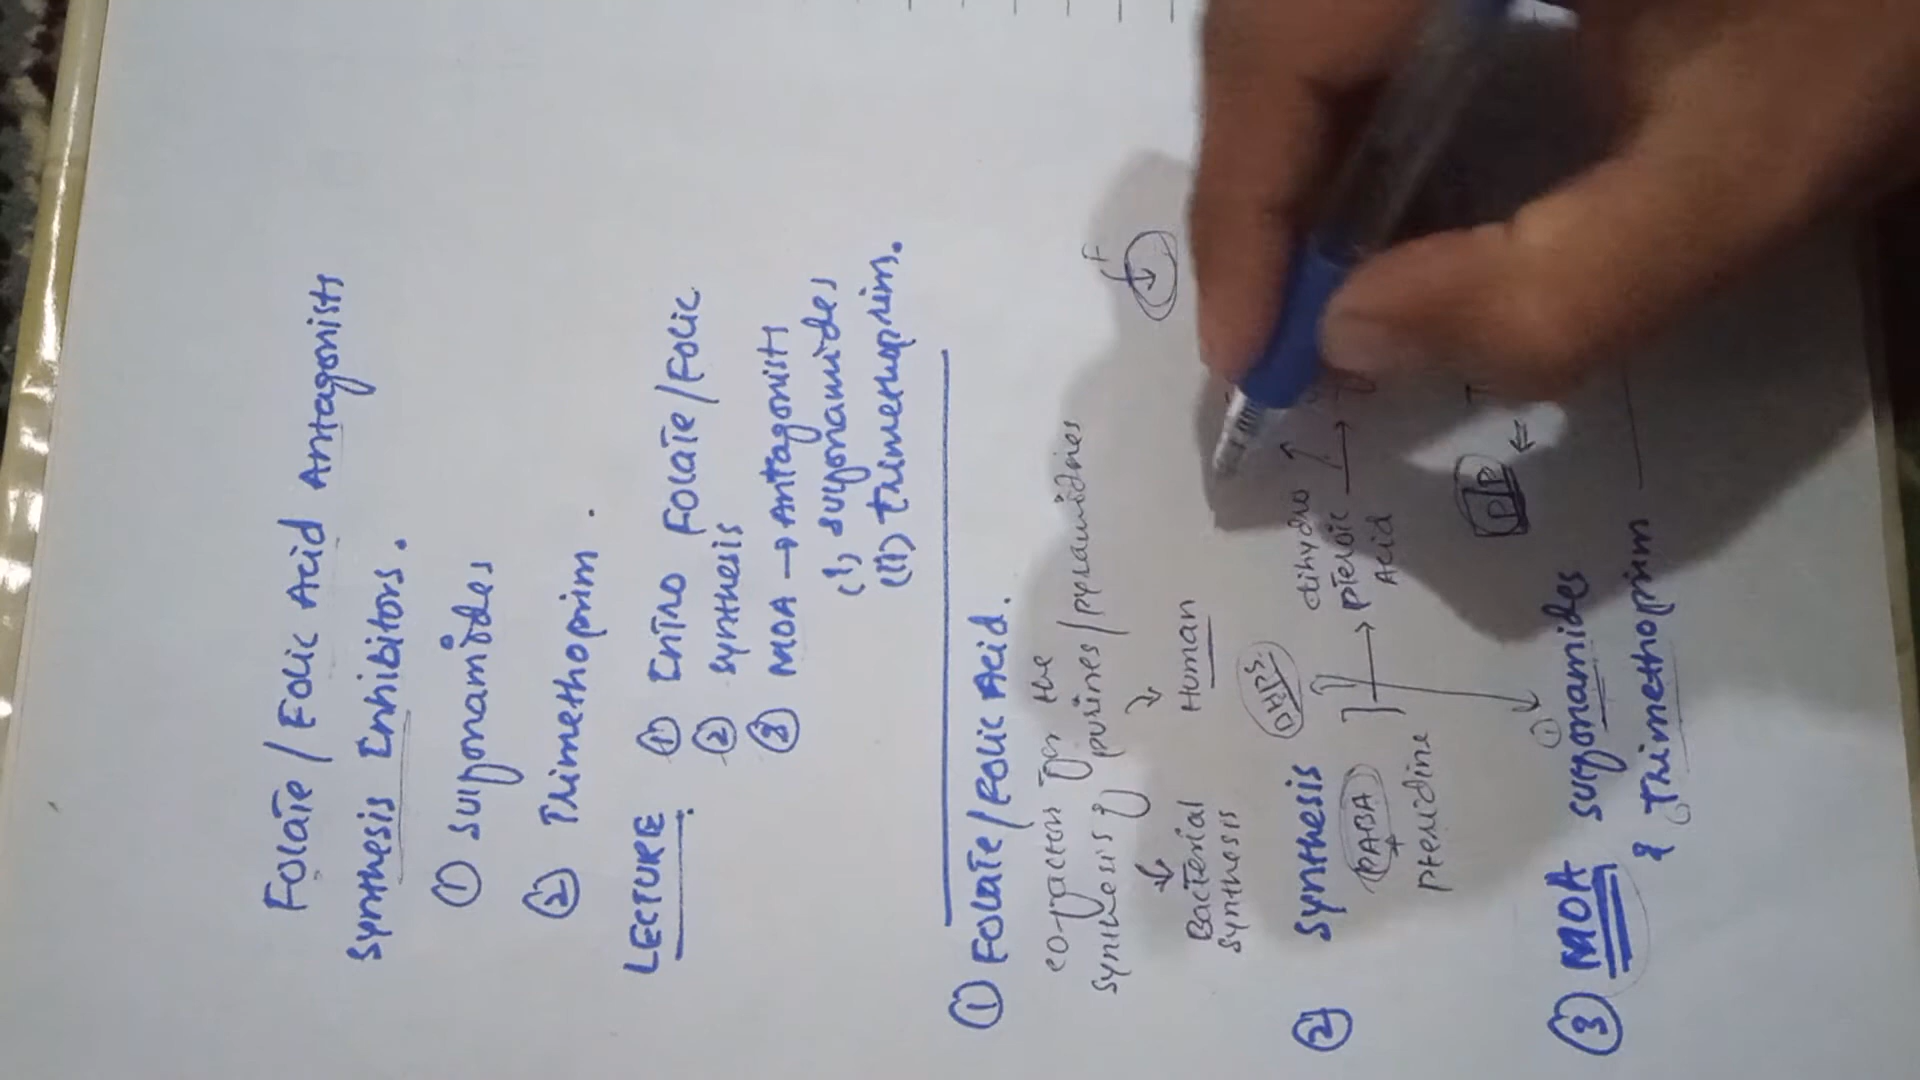 Folate / Folic Acid Antagonists
Synthesis Inhibitors.
① Sulfonamides
② Trimethoprim.
LECTURE ① Intro Folate/Folic
② Synthesis
③ MOA → Antagonists
(i) Sulfonamides
(ii) Trimethoprim.
① Folate/Folic Acid.
co-factor for the
synthesis of purines/pyramidines
F
Bacterial Human
Synthesis
② Synthesis DHPS
PABA + dihydro
pteridine pteroic
Acid
③ MOA Sulfonamides
& Trimethoprim